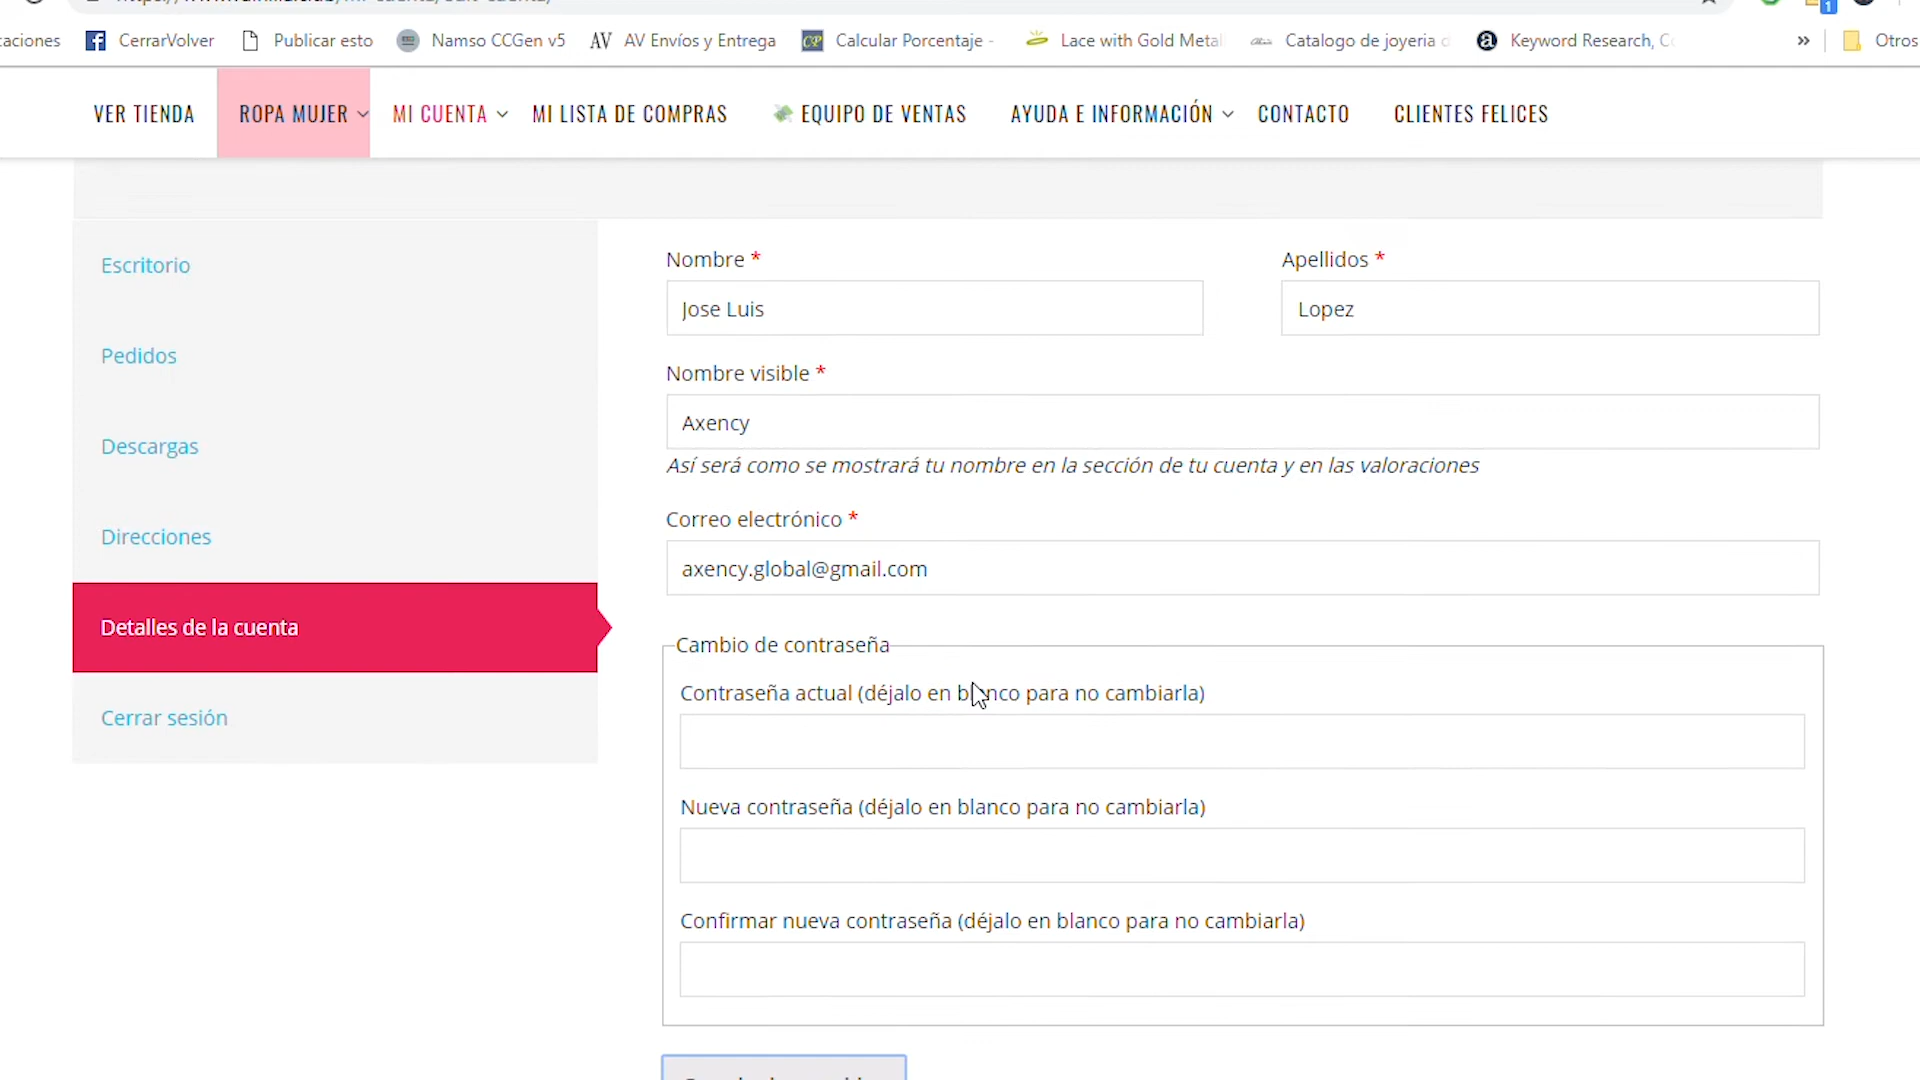 caciones CerrarVolver Publicar esto Namso CCGen v5 AV AV Envíos y Entrega CP Calcular Porcentaje - Lace with Gold Metal Catalogo de joyeria d a Keyword Research, Co » Otros
1
VER TIENDA ROPA MUJER MI CUENTA MI LISTA DE COMPRAS EQUIPO DE VENTAS AYUDA E INFORMACIÓN CONTACTO CLIENTES FELICES
Escritorio
Pedidos
Descargas
Direcciones
Detalles de la cuenta
Cerrar sesión
Nombre * Apellidos *
Jose Luis Lopez
Nombre visible *
Axency
Así será como se mostrará tu nombre en la sección de tu cuenta y en las valoraciones
Correo electrónico *
axency.global@gmail.com
Cambio de contraseña
Contraseña actual (déjalo en blanco para no cambiarla)
Nueva contraseña (déjalo en blanco para no cambiarla)
Confirmar nueva contraseña (déjalo en blanco para no cambiarla)